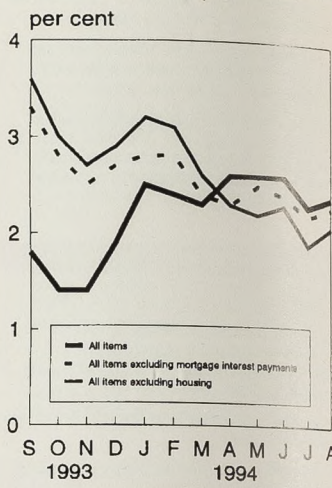 per cent
4
3
2
1
0
All items
All items excluding mortgage interest payments
All items excluding housing
S O N D J F M A M J J A
1993 1994